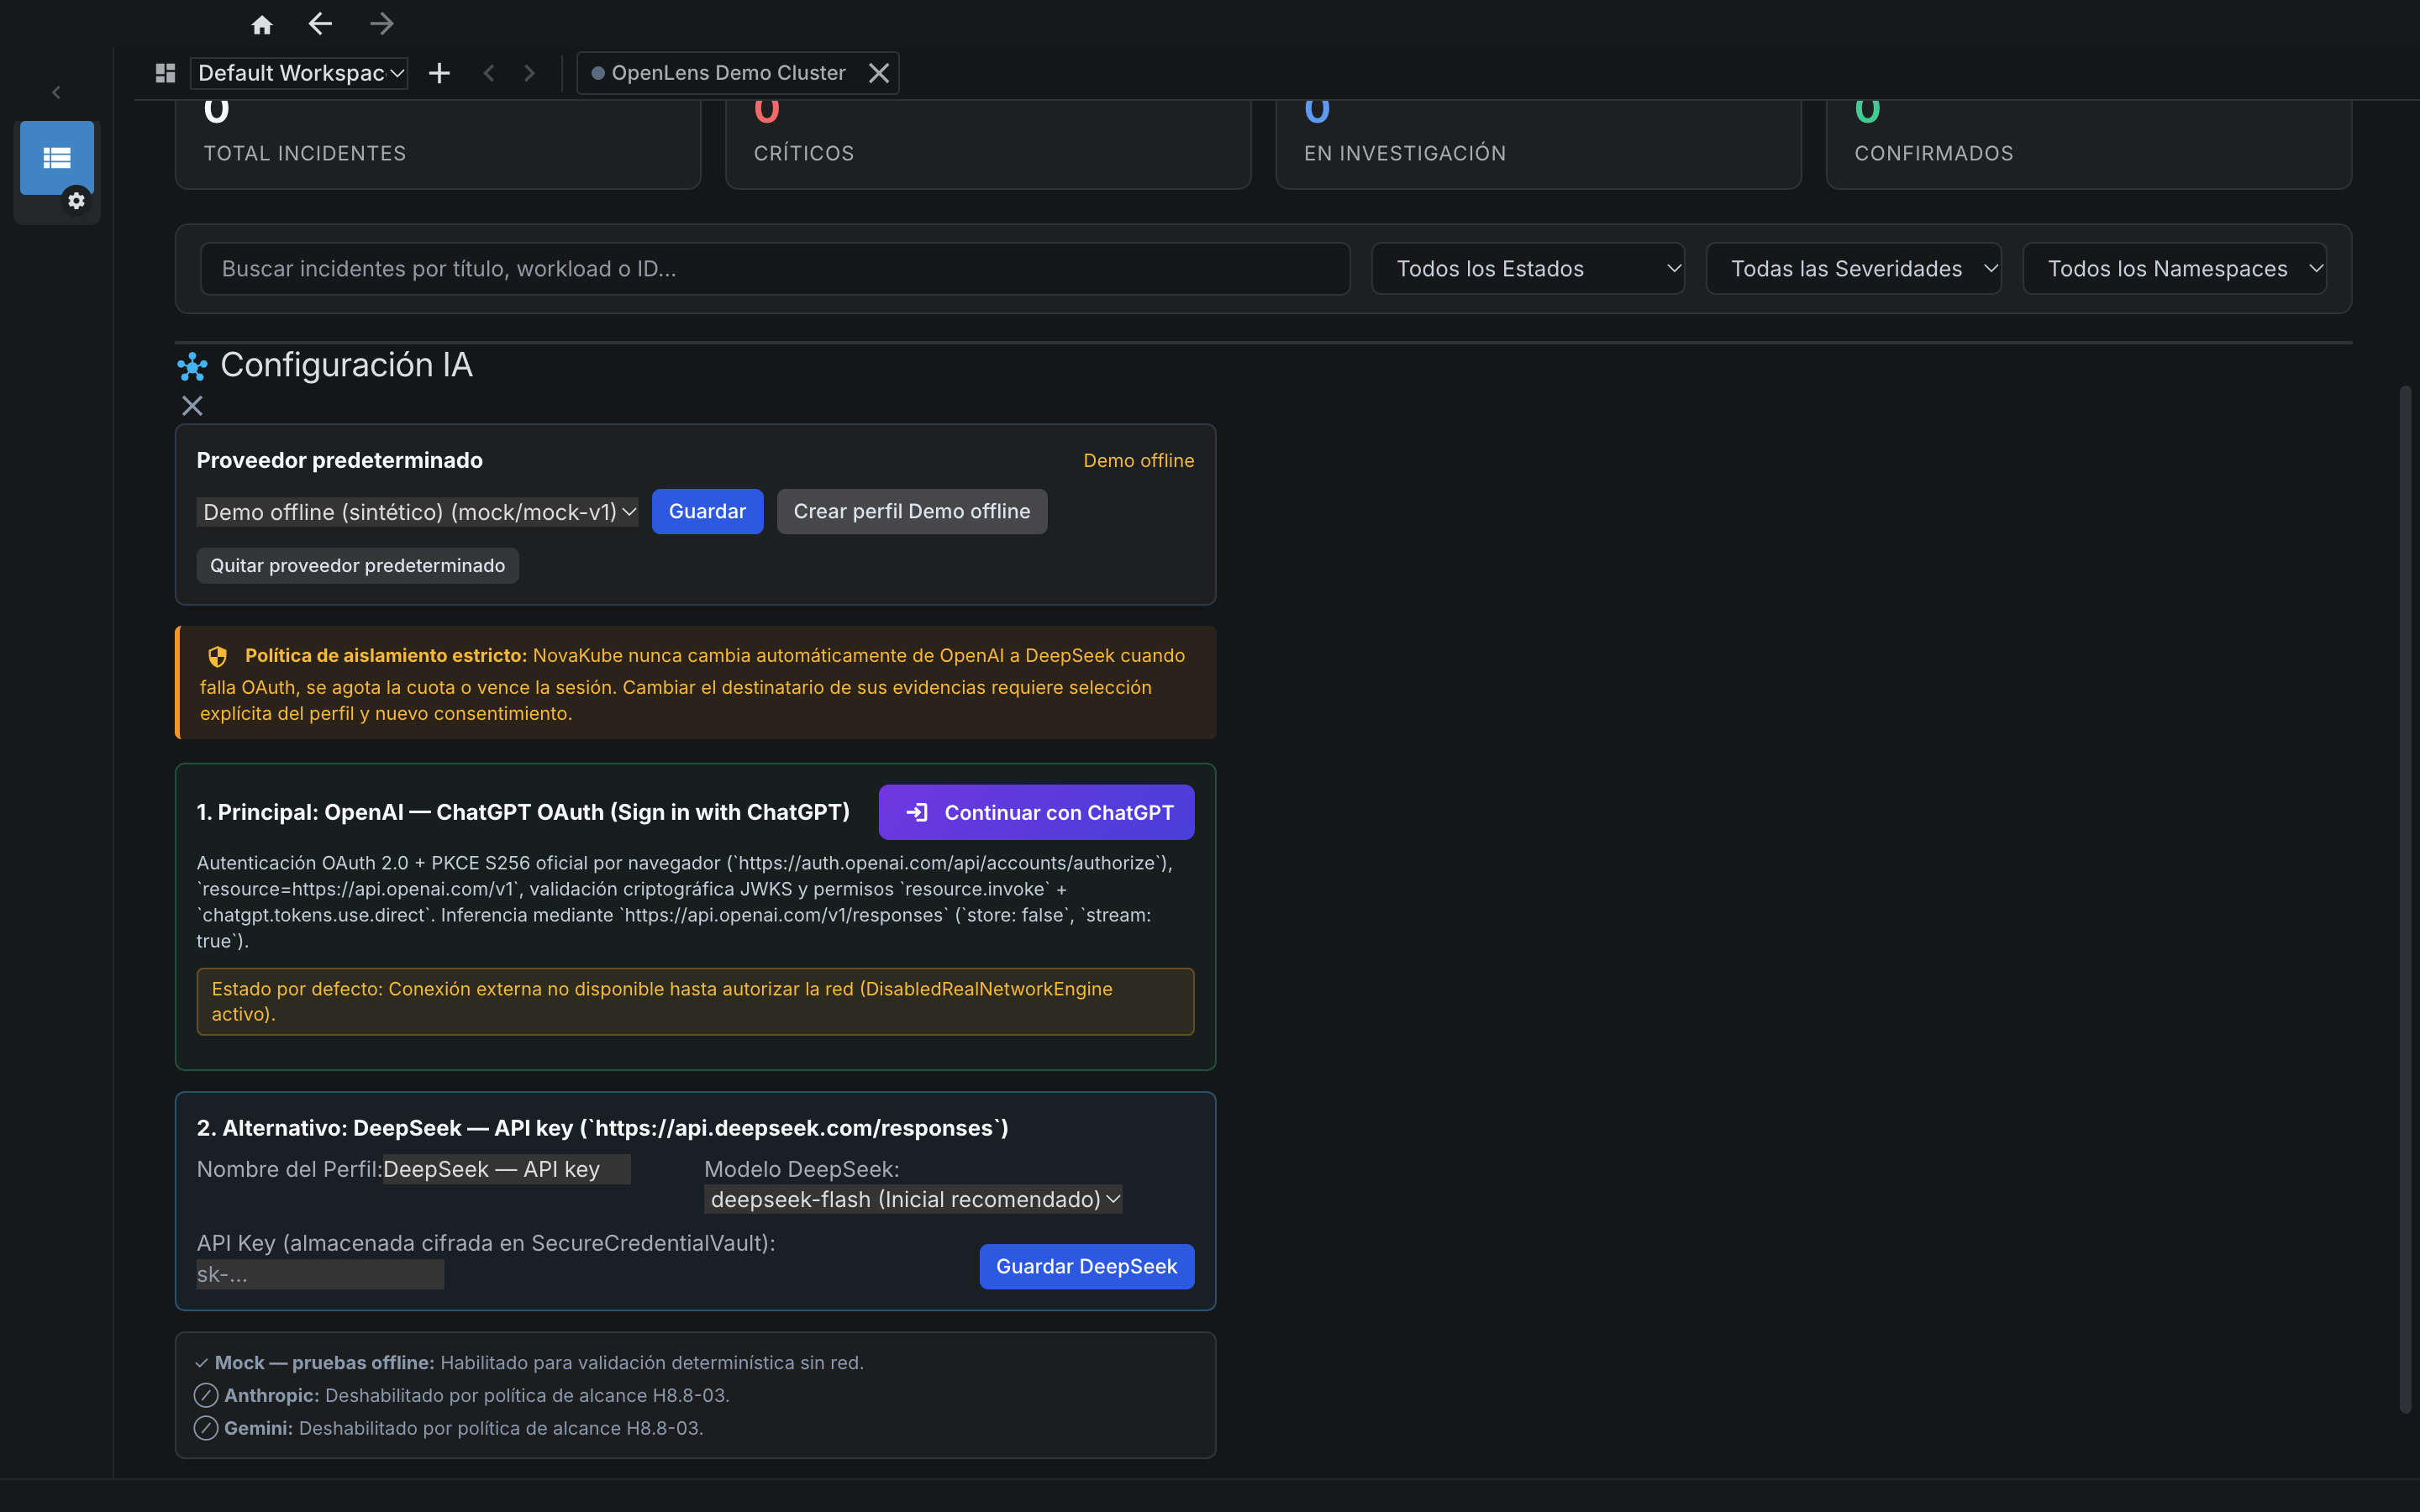 Default Workspac
OpenLens Demo Cluster
0
TOTAL INCIDENTES
0
CRÍTICOS
0
EN INVESTIGACIÓN
0
CONFIRMADOS
Buscar incidentes por título, workload o ID...
Todos los Estados
Todas las Severidades
Todos los Namespaces
Configuración IA
Proveedor predeterminado
Demo offline
Demo offline (sintético) (mock/mock-v1)
Guardar
Crear perfil Demo offline
Quitar proveedor predeterminado
Política de aislamiento estricto: NovaKube nunca cambia automáticamente de OpenAI a DeepSeek cuando
falla OAuth, se agota la cuota o vence la sesión. Cambiar el destinatario de sus evidencias requiere selección
explícita del perfil y nuevo consentimiento.
1. Principal: OpenAI — ChatGPT OAuth (Sign in with ChatGPT)
Continuar con ChatGPT
Autenticación OAuth 2.0 + PKCE S256 oficial por navegador (`https://auth.openai.com/api/accounts/authorize`),
`resource=https://api.openai.com/v1`, validación criptográfica JWKS y permisos `resource.invoke` +
`chatgpt.tokens.use.direct`. Inferencia mediante `https://api.openai.com/v1/responses` (`store: false`, `stream:
true`).
Estado por defecto: Conexión externa no disponible hasta autorizar la red (DisabledRealNetworkEngine
activo).
2. Alternativo: DeepSeek — API key (`https://api.deepseek.com/responses`)
Nombre del Perfil:DeepSeek — API key
Modelo DeepSeek:
deepseek-flash (Inicial recomendado)
API Key (almacenada cifrada en SecureCredentialVault):
sk-...
Guardar DeepSeek
✓ Mock — pruebas offline: Habilitado para validación determinística sin red.
Anthropic: Deshabilitado por política de alcance H8.8-03.
Gemini: Deshabilitado por política de alcance H8.8-03.